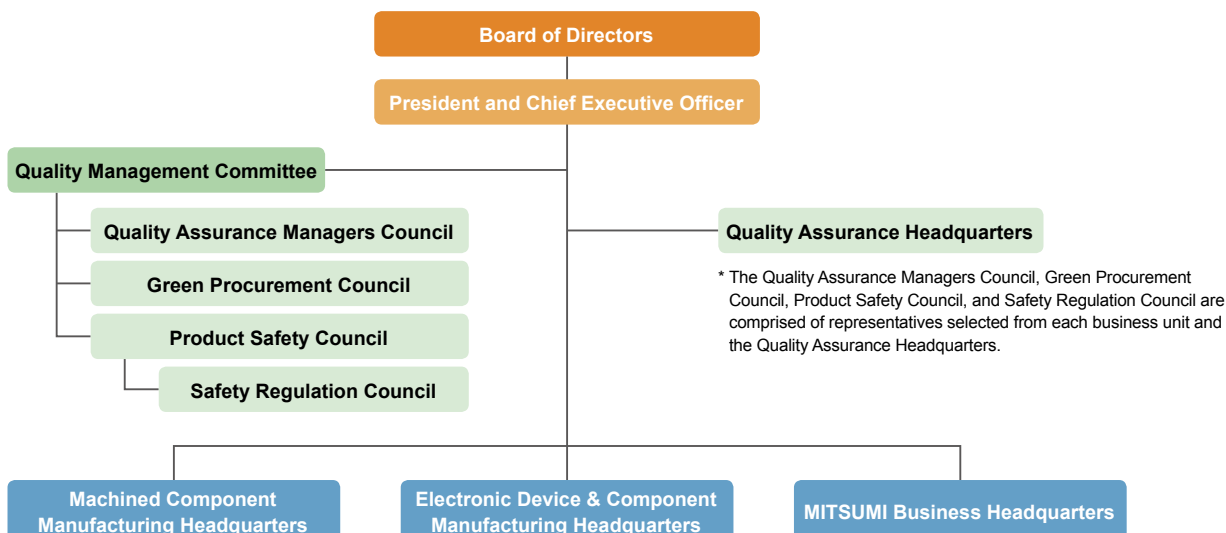 Board of Directors
President and Chief Executive Officer
Quality Management Committee
Quality Assurance Managers Council
Green Procurement Council
Product Safety Council
Safety Regulation Council
Quality Assurance Headquarters
* The Quality Assurance Managers Council, Green Procurement
Council, Product Safety Council, and Safety Regulation Council are
comprised of representatives selected from each business unit and
the Quality Assurance Headquarters.
Machined Component
Manufacturing Headquarters
Electronic Device & Component
Manufacturing Headquarters
MITSUMI Business Headquarters